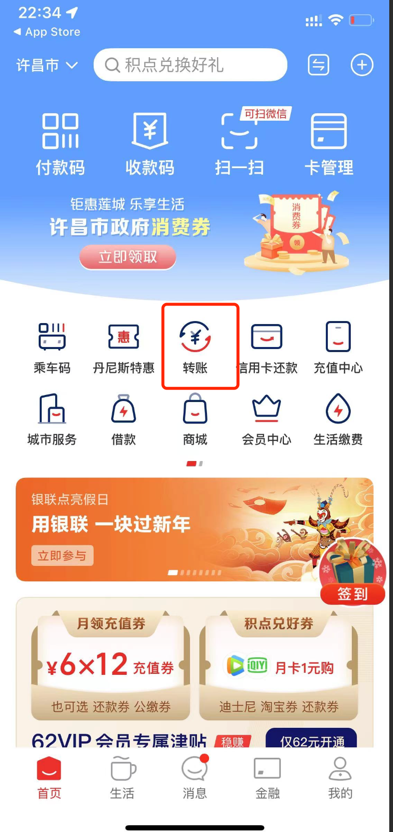 22:34
◀ App Store
许昌市
积点兑换好礼
可扫微信
付款码 收款码 扫一扫 卡管理
钜惠莲城 乐享生活
许昌市政府消费券
立即领取
消费券
惠
乘车码 丹尼斯特惠 转账 信用卡还款 充值中心
城市服务 借款 商城 会员中心 生活缴费
银联点亮假日
用银联 一块过新年
立即参与
签到
月领充值券 积点兑好券
¥6×12充值券 QIY 月卡1元购
也可选 还款券 公缴券 迪士尼 淘宝券 还款券
62VIP 会员专属津贴 稳赚 仅62元开通
首页 生活 消息 金融 我的